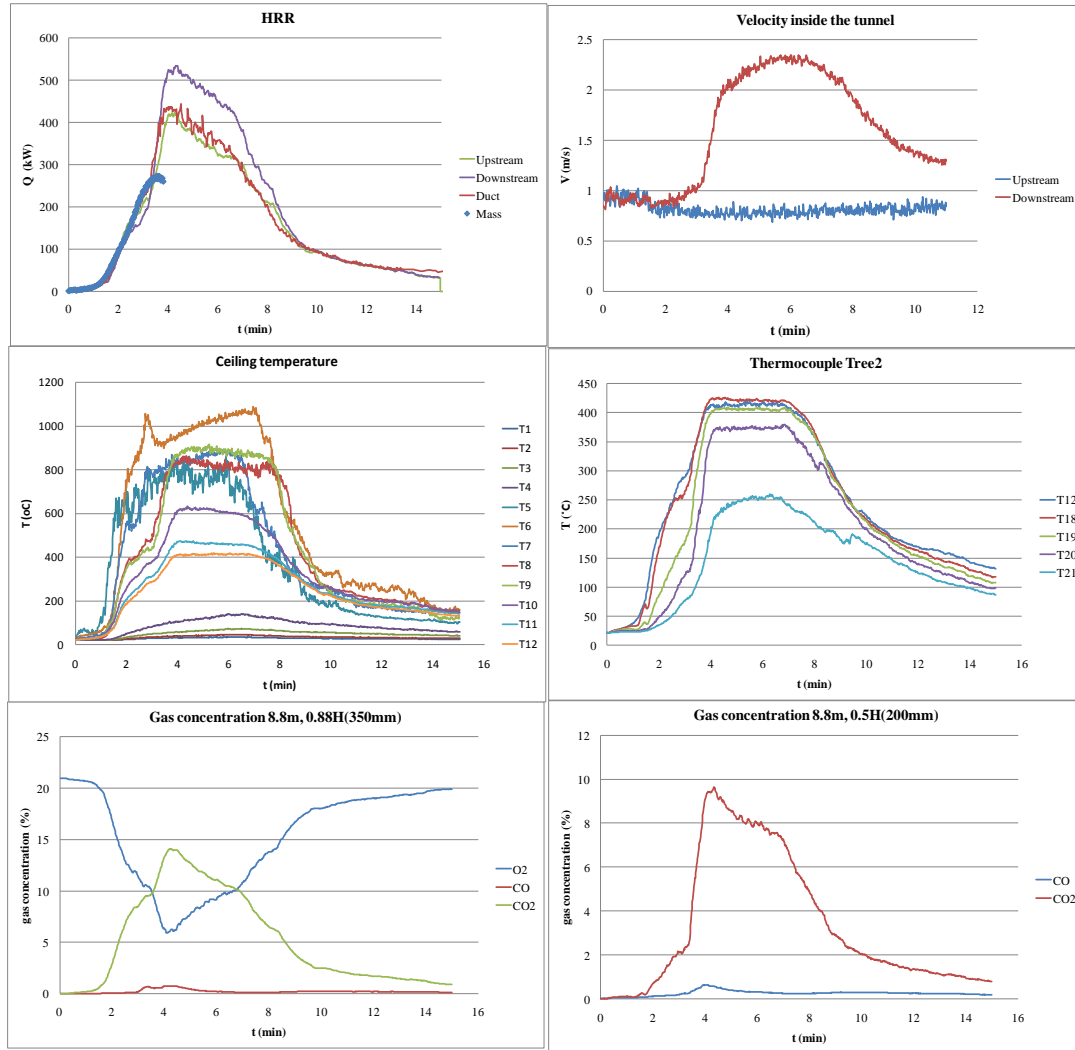 HRR
600
500
400
300
200
100
0
Q (kW)
0 2 4 6 8 10 12 14
t (min)
Upstream
Downstream
Duct
Mass
Velocity inside the tunnel
2.5
2
1.5
1
0.5
0
V (m/s)
0 2 4 6 8 10 12
t (min)
Upstream
Downstream
Ceiling temperature
1200
1000
800
600
400
200
0
T (oC)
0 2 4 6 8 10 12 14 16
t (min)
T1
T2
T3
T4
T5
T6
T7
T8
T9
T10
T11
T12
Thermocouple Tree2
450
400
350
300
250
200
150
100
50
0
T (℃)
0 2 4 6 8 10 12 14 16
t (min)
T12
T18
T19
T20
T21
Gas concentration 8.8m, 0.88H(350mm)
25
20
15
10
5
0
gas concentration (%)
0 2 4 6 8 10 12 14 16
t (min)
O2
CO
CO2
Gas concentration 8.8m, 0.5H(200mm)
12
10
8
6
4
2
0
gas concentration (%)
0 2 4 6 8 10 12 14 16
t (min)
CO
CO2